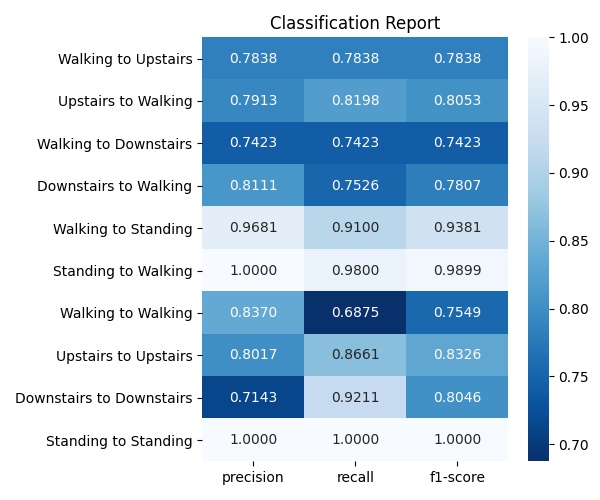 Classification Report
Walking to Upstairs 0.7838 0.7838 0.7838
Upstairs to Walking 0.7913 0.8198 0.8053
Walking to Downstairs 0.7423 0.7423 0.7423
Downstairs to Walking 0.8111 0.7526 0.7807
Walking to Standing 0.9681 0.9100 0.9381
Standing to Walking 1.0000 0.9800 0.9899
Walking to Walking 0.8370 0.6875 0.7549
Upstairs to Upstairs 0.8017 0.8661 0.8326
Downstairs to Downstairs 0.7143 0.9211 0.8046
Standing to Standing 1.0000 1.0000 1.0000
precision recall f1-score
1.00
0.95
0.90
0.85
0.80
0.75
0.70